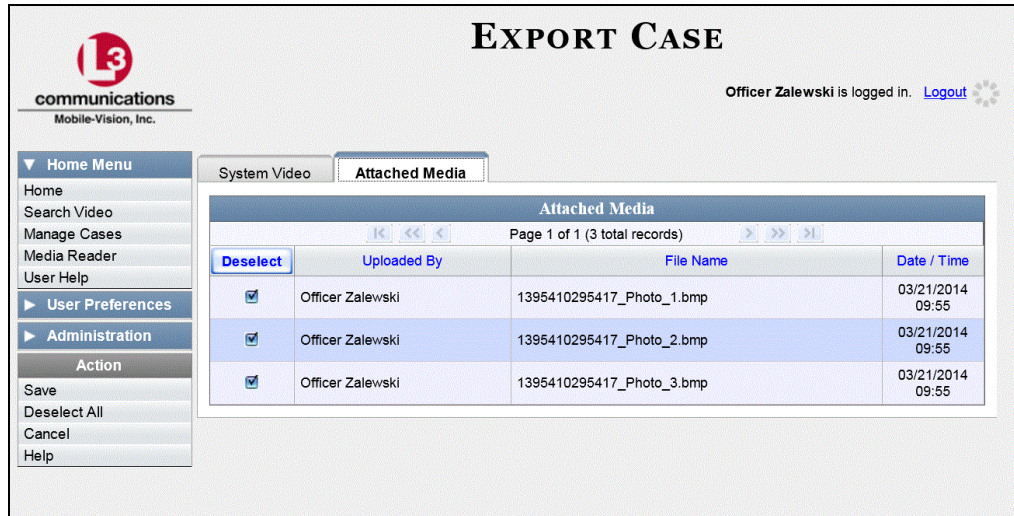 L3
communications
Mobile-Vision, Inc.
EXPORT CASE
Officer Zalewski is logged in. Logout
▼ Home Menu
Home
Search Video
Manage Cases
Media Reader
User Help
▶ User Preferences
▶ Administration
Action
Save
Deselect All
Cancel
Help
System Video
Attached Media
Attached Media
|< << < Page 1 of 1 (3 total records) > >> >|
Deselect Uploaded By File Name Date / Time
Officer Zalewski 1395410295417_Photo_1.bmp 03/21/2014 09:55
Officer Zalewski 1395410295417_Photo_2.bmp 03/21/2014 09:55
Officer Zalewski 1395410295417_Photo_3.bmp 03/21/2014 09:55